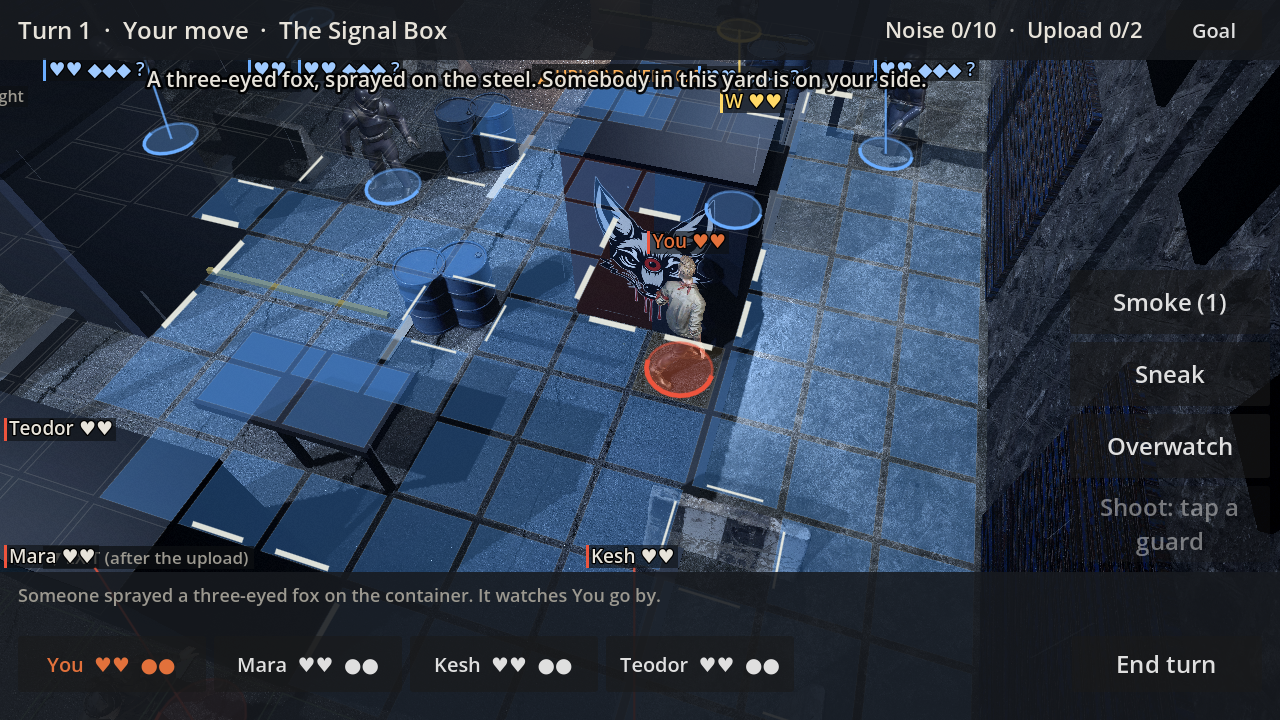 Turn 1 · Your move · The Signal Box
Noise 0/10 · Upload 0/2
Goal
♥♥ ◆◆◆ ?
♥♥ ◆◆◆ ?
♥♥ ◆◆◆ ?
A three-eyed fox, sprayed on the steel. Somebody in this yard is on your side.
ght
W ♥♥
You ♥♥
Smoke (1)
Sneak
Overwatch
Shoot: tap a
guard
Teodor ♥♥
Mara ♥♥
(after the upload)
Kesh ♥♥
Someone sprayed a three-eyed fox on the container. It watches You go by.
You ♥♥ ●●
Mara ♥♥ ●●
Kesh ♥♥ ●●
Teodor ♥♥ ●●
End turn